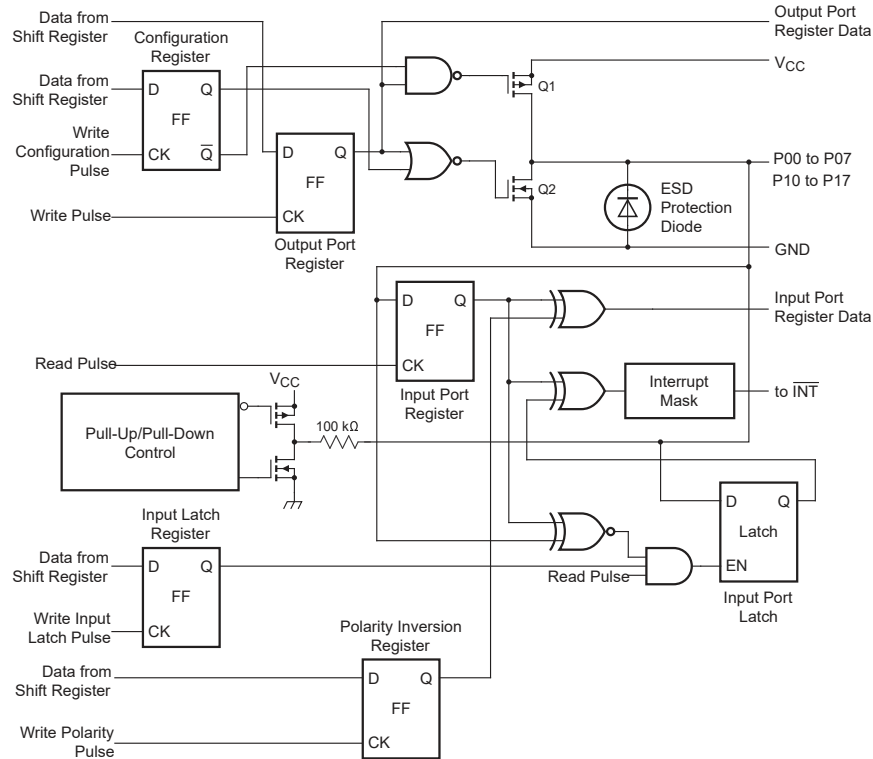 Data from
Shift Register
Configuration
Register
Output Port
Register Data
VCC
Q1
Data from
Shift Register
D
Q
FF
Write
Configuration
Pulse
CK
Q
D
Q
FF
CK
Write Pulse
Output Port
Register
Q2
ESD
Protection
Diode
P00 to P07
P10 to P17
GND
D
Q
FF
CK
Read Pulse
Input Port
Register
Input Port
Register Data
Interrupt
Mask
to INT
VCC
Pull-Up/Pull-Down
Control
100 kΩ
D
Q
Latch
EN
Input Port
Latch
Read Pulse
Input Latch
Register
Data from
Shift Register
D
Q
FF
Write Input
Latch Pulse
CK
Polarity Inversion
Register
Data from
Shift Register
D
Q
FF
Write Polarity
Pulse
CK